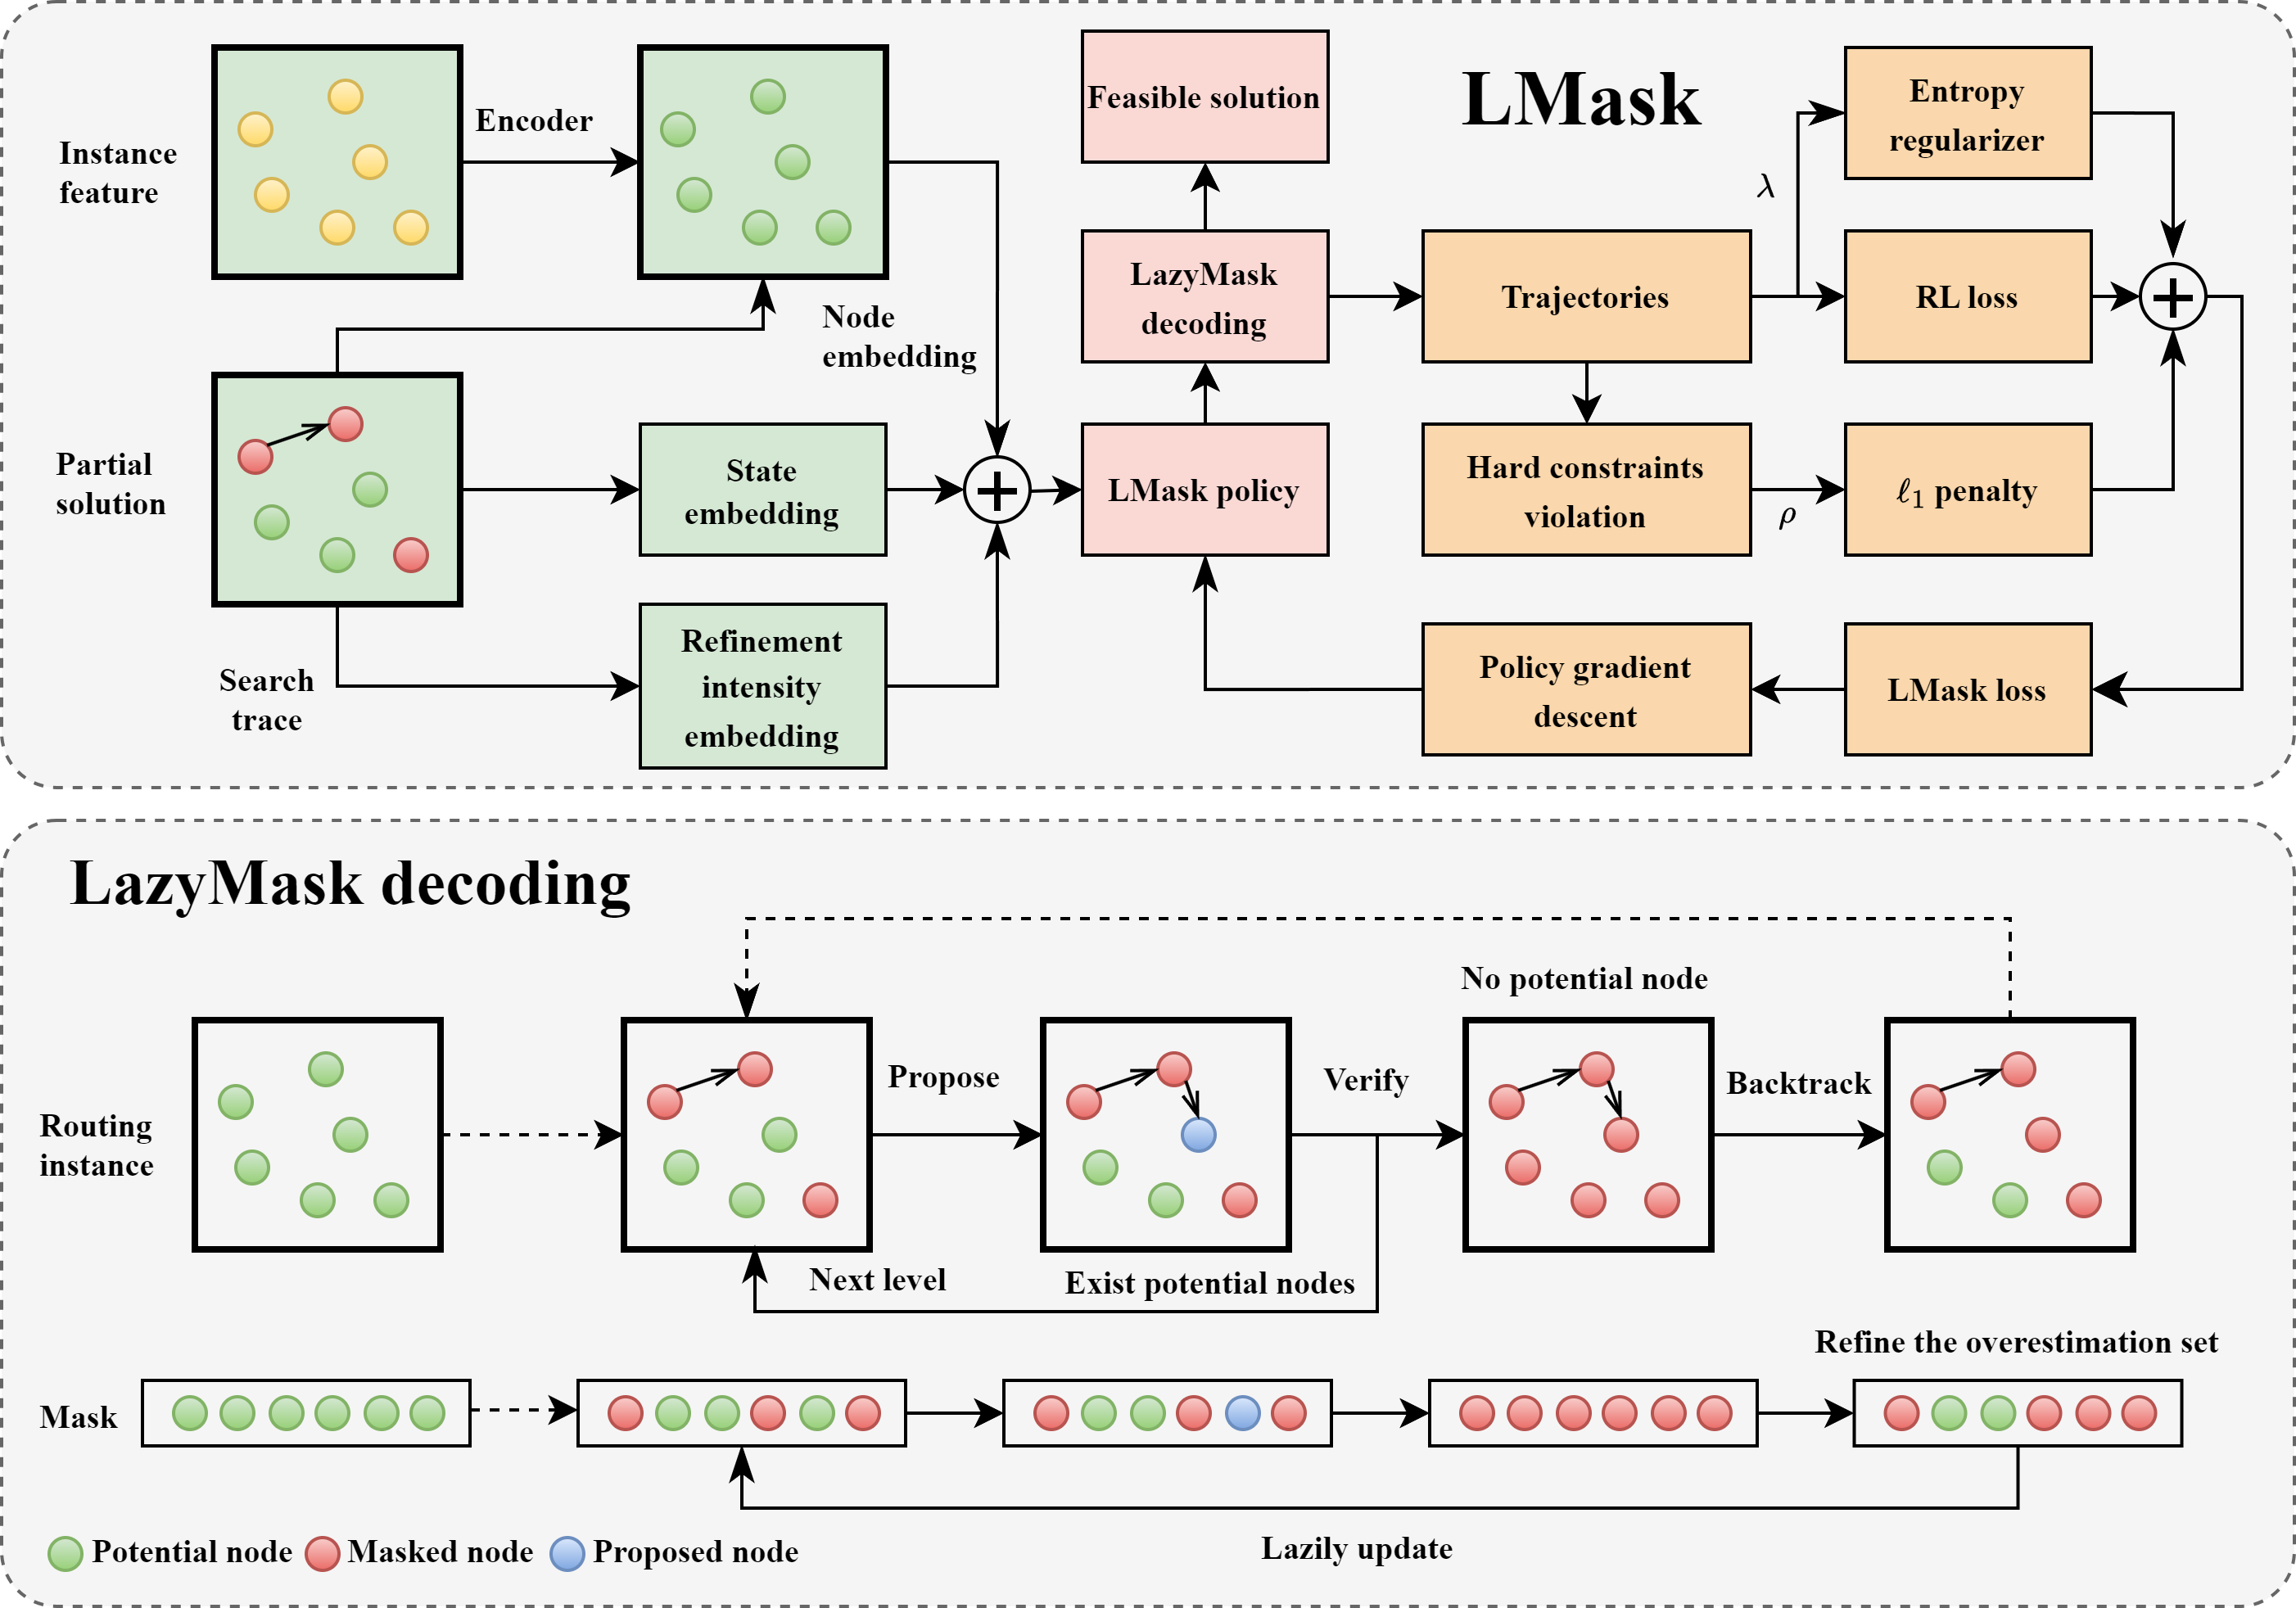 LMask
Instance
feature
Encoder
Node
embedding
Partial
solution
State
embedding
Search
trace
Refinement
intensity
embedding
Feasible solution
LazyMask
decoding
LMask policy
Trajectories
λ
Entropy
regularizer
RL loss
Hard constraints
violation
ρ
ℓ₁ penalty
Policy gradient
descent
LMask loss
LazyMask decoding
Routing
instance
Propose
Verify
No potential node
Backtrack
Next level
Exist potential nodes
Refine the overestimation set
Mask
Lazily update
Potential node
Masked node
Proposed node